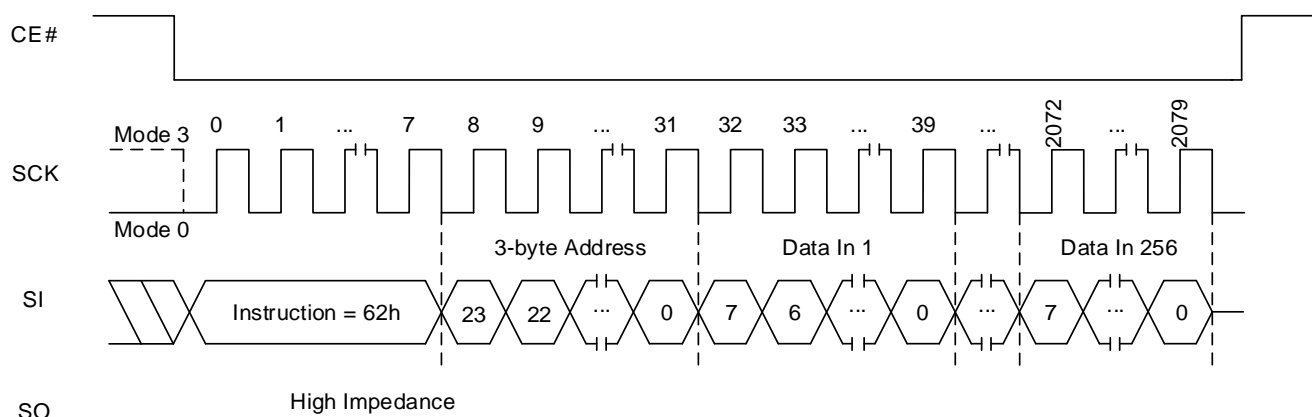 CE#
0 1 ... 7 8 9 ... 31 32 33 ... 39 ... 2072 ... 2079
Mode 3
SCK
Mode 0
3-byte Address Data In 1 Data In 256
SI Instruction = 62h 23 22 ... 0 7 6 ... 0 ... 7 ... 0
High Impedance
SO